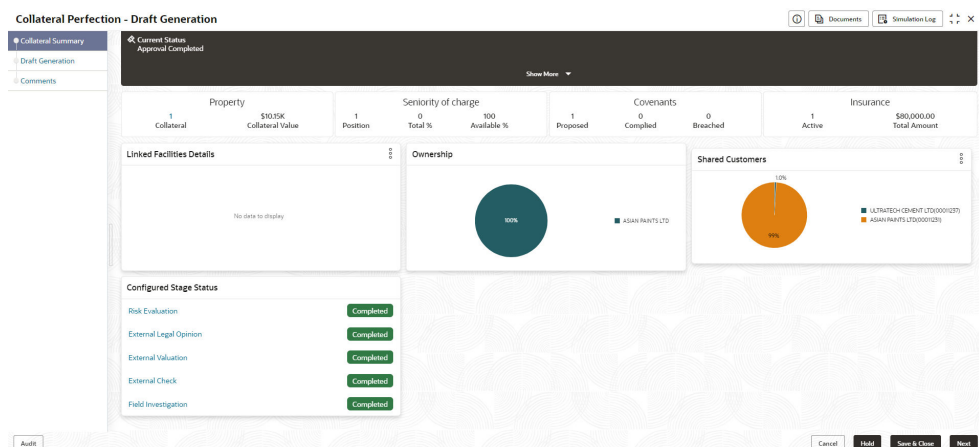 Collateral Perfection - Draft Generation
Documents
Simulation Log
Collateral Summary
Draft Generation
Comments
Current Status
Approval Completed
Show More
Property
1
Collateral
$10.15K
Collateral Value
Seniority of charge
1
Position
0
Total %
100
Available %
Covenants
1
Proposed
0
Complied
0
Breached
Insurance
1
Active
$80,000.00
Total Amount
Linked Facilities Details
No data to display
Ownership
100%
ASIAN PAINTS LTD
Shared Customers
1.0%
99%
ULTRATECH CEMENT LTD(00011237)
ASIAN PAINTS LTD(00011231)
Configured Stage Status
Risk Evaluation
Completed
External Legal Opinion
Completed
External Valuation
Completed
External Check
Completed
Field Investigation
Completed
Audit
Cancel
Hold
Save & Close
Next